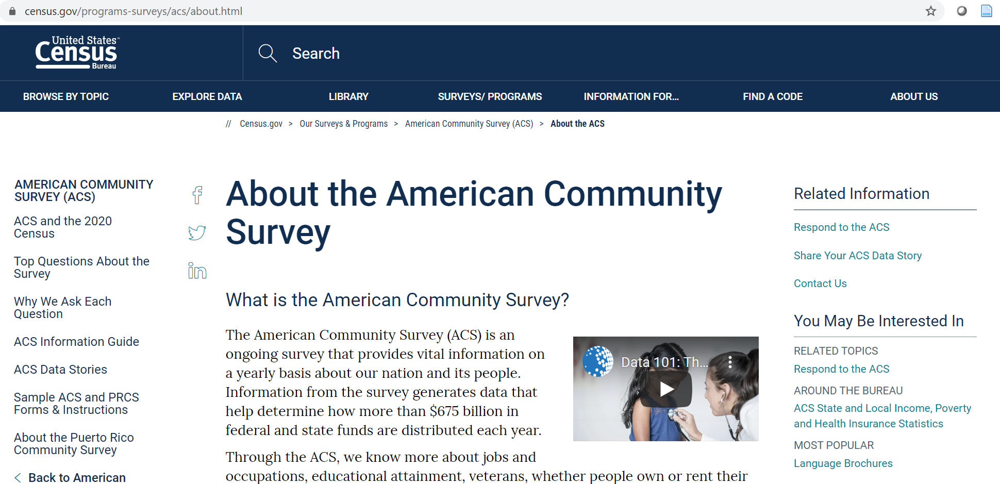 census.gov/programs-surveys/acs/about.html
United States™
Census
Bureau
Search
BROWSE BY TOPIC
EXPLORE DATA
LIBRARY
SURVEYS/ PROGRAMS
INFORMATION FOR...
FIND A CODE
ABOUT US
// Census.gov > Our Surveys & Programs > American Community Survey (ACS) > About the ACS
AMERICAN COMMUNITY
SURVEY (ACS)
ACS and the 2020
Census
Top Questions About the
Survey
Why We Ask Each
Question
ACS Information Guide
ACS Data Stories
Sample ACS and PRCS
Forms & Instructions
About the Puerto Rico
Community Survey
Back to American
About the American Community
Survey
What is the American Community Survey?
The American Community Survey (ACS) is an
ongoing survey that provides vital information on
a yearly basis about our nation and its people.
Information from the survey generates data that
help determine how more than $675 billion in
federal and state funds are distributed each year.
Data 101: Th...
Through the ACS, we know more about jobs and
occupations, educational attainment, veterans, whether people own or rent their
Related Information
Respond to the ACS
Share Your ACS Data Story
Contact Us
You May Be Interested In
RELATED TOPICS
Respond to the ACS
AROUND THE BUREAU
ACS State and Local Income, Poverty
and Health Insurance Statistics
MOST POPULAR
Language Brochures